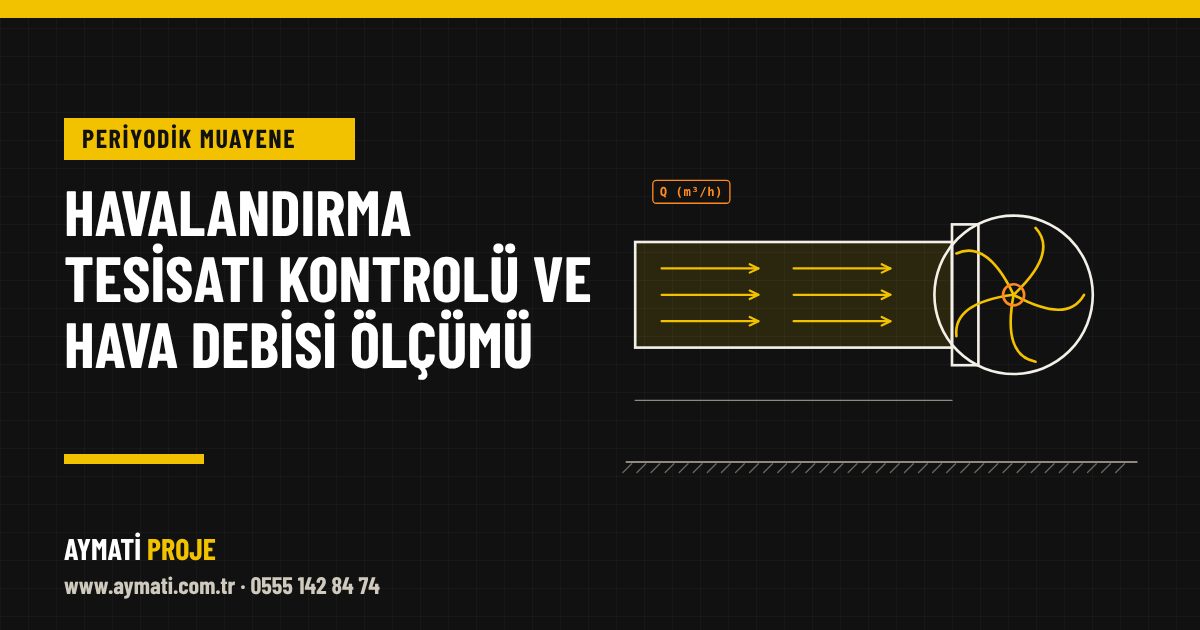 PERİYODİK MUAYENE
HAVALANDIRMA
TESİSATI KONTROLÜ VE
HAVA DEBİSİ ÖLÇÜMÜ
Q (m³/h)
AYMATİ PROJE
www.aymati.com.tr · 0555 142 84 74